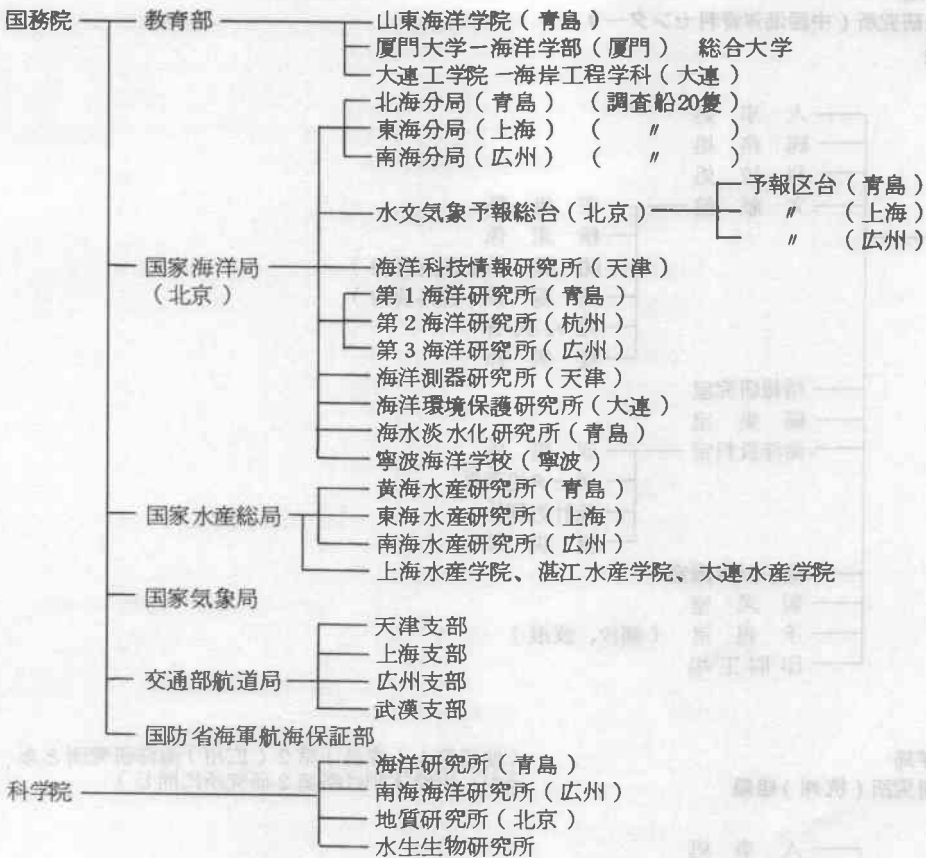 国務院 教育部 山東海洋学院(青島)
厦門大学-海洋学部(厦門) 総合大学
大連工学院-海岸工程学科(大連)
北海分局(青島) (調査船20隻)
東海分局(上海) ( 〃 )
南海分局(広州) ( 〃 )
予報区台(青島)
水文気象予報総台(北京) 〃 (上海)
〃 (広州)
国家海洋局 海洋科技情報研究所(天津)
(北京) 第1海洋研究所(青島)
第2海洋研究所(杭州)
第3海洋研究所(広州)
海洋測器研究所(天津)
海洋環境保護研究所(大連)
海水淡水化研究所(青島)
寧波海洋学校(寧波)
黄海水産研究所(青島)
国家水産総局 東海水産研究所(上海)
南海水産研究所(広州)
上海水産学院、湛江水産学院、大連水産学院
国家気象局
天津支部
上海支部
交通部航道局 広州支部
武漢支部
国防省海軍航海保証部
海洋研究所(青島)
科学院 南海海洋研究所(広州)
地質研究所(北京)
水生生物研究所